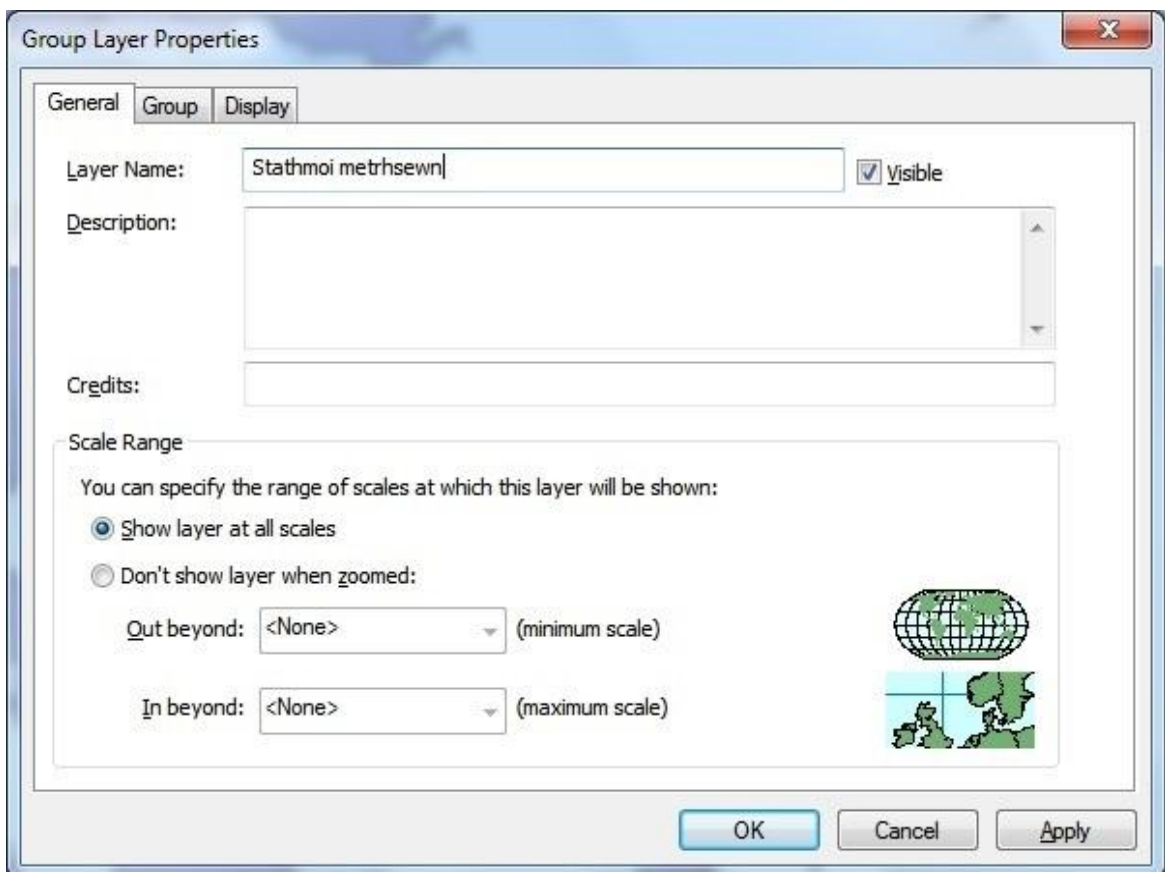 Group Layer Properties
General Group Display
Layer Name: Stathmoi metrhsewn Visible
Description:
Credits:
Scale Range
You can specify the range of scales at which this layer will be shown:
Show layer at all scales
Don't show layer when zoomed:
Out beyond: <None> (minimum scale)
In beyond: <None> (maximum scale)
OK Cancel Apply